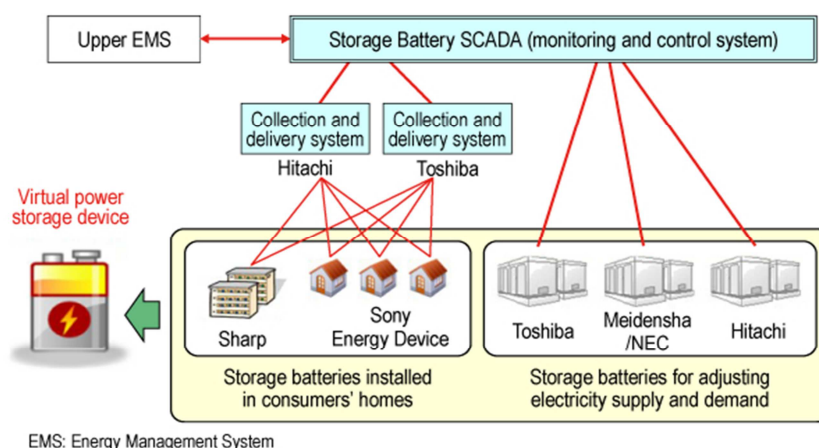 Upper EMS
Storage Battery SCADA (monitoring and control system)
Collection and
delivery system
Hitachi
Collection and
delivery system
Toshiba
Virtual power
storage device
Sharp
Sony
Energy Device
Toshiba
Meidensha
/NEC
Hitachi
Storage batteries installed
in consumers' homes
Storage batteries for adjusting
electricity supply and demand
EMS: Energy Management System